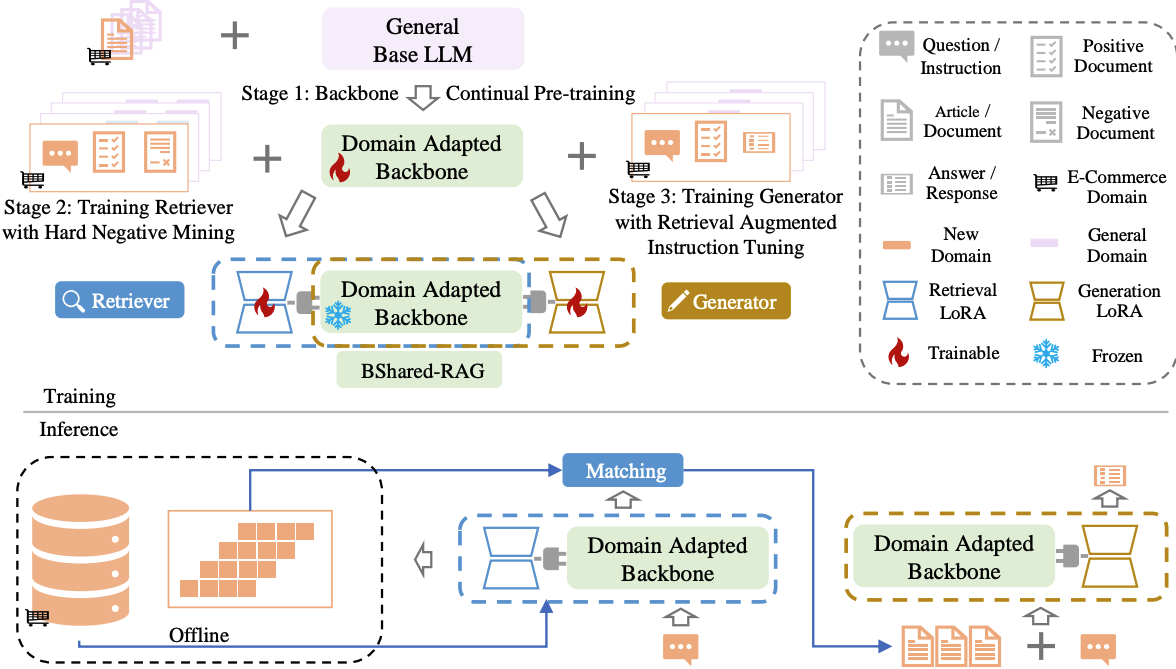 General
Base LLM
Stage 1: Backbone
Continual Pre-training
Domain Adapted
Backbone
Stage 2: Training Retriever
with Hard Negative Mining
Stage 3: Training Generator
with Retrieval Augmented
Instruction Tuning
Retriever
Domain Adapted
Backbone
Generator
BShared-RAG
Question /
Instruction
Positive
Document
Article /
Document
Negative
Document
Answer /
Response
E-Commerce
Domain
New
Domain
General
Domain
Retrieval
LoRA
Generation
LoRA
Trainable
Frozen
Training
Inference
Offline
Matching
Domain Adapted
Backbone
Domain Adapted
Backbone